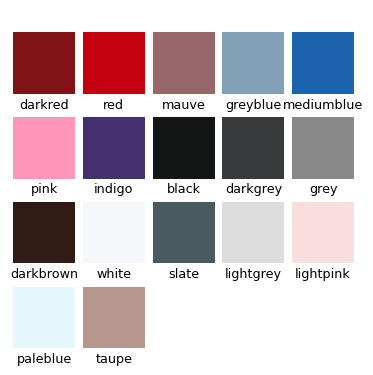 darkred red mauve greyblue mediumblue
pink indigo black darkgrey grey
darkbrown white slate lightgrey lightpink
paleblue taupe